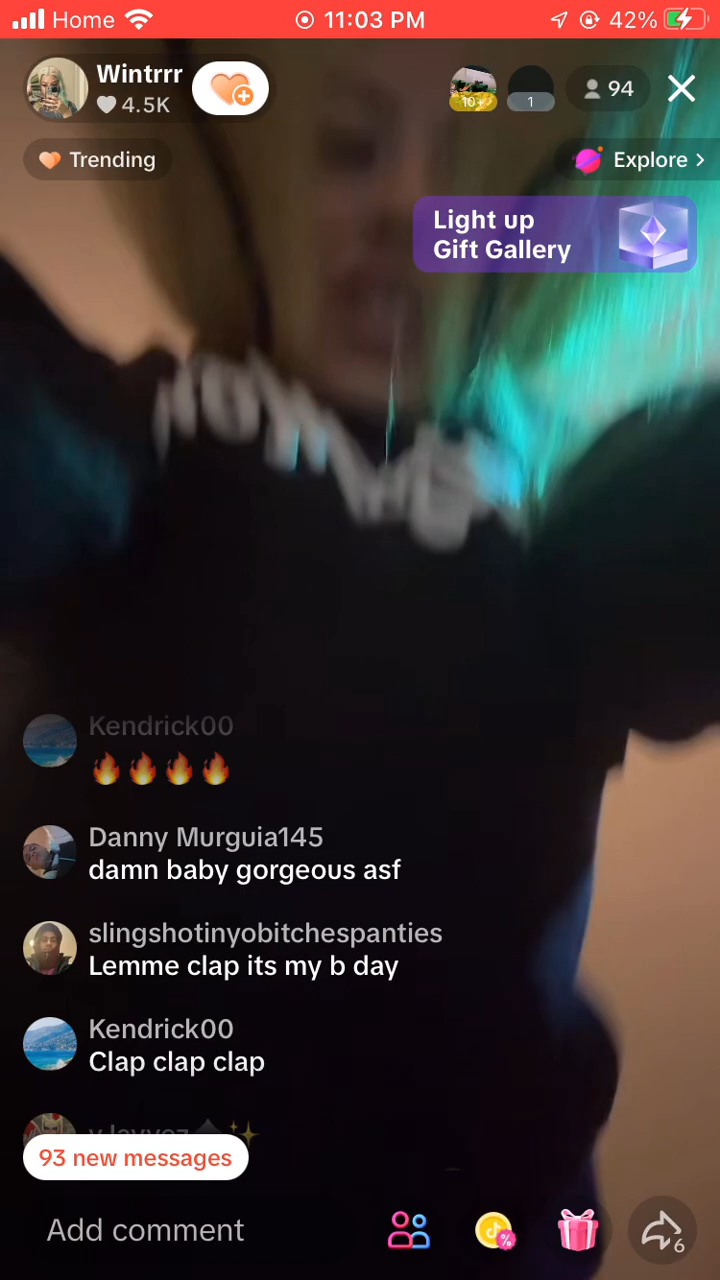 Home 11:03 PM 42%
Wintrrr
4.5K
10+
1
94
Trending
Explore >
Light up
Gift Gallery
Kendrick00
🔥🔥🔥🔥
Danny Murguia145
damn baby gorgeous asf
slingshotinyobitchespanties
Lemme clap its my b day
Kendrick00
Clap clap clap
93 new messages
Add comment
6